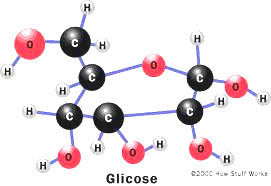 H
H
O C H
H O
C C
H O H
H
H C C C
H H
O O O H
H
©2000 How Stuff Works
Glicose